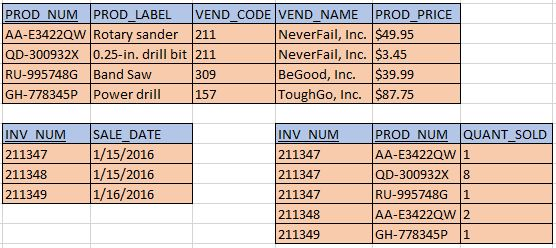 PROD_NUM PROD_LABEL VEND_CODE VEND_NAME PROD_PRICE
AA-E3422QW Rotary sander 211 NeverFail, Inc. $49.95
QD-300932X 0.25-in. drill bit 211 NeverFail, Inc. $3.45
RU-995748G Band Saw 309 BeGood, Inc. $39.99
GH-778345P Power drill 157 ToughGo, Inc. $87.75
INV_NUM SALE_DATE
211347 1/15/2016
211348 1/15/2016
211349 1/16/2016
INV_NUM PROD_NUM QUANT_SOLD
211347 AA-E3422QW 1
211347 QD-300932X 8
211347 RU-995748G 1
211348 AA-E3422QW 2
211349 GH-778345P 1